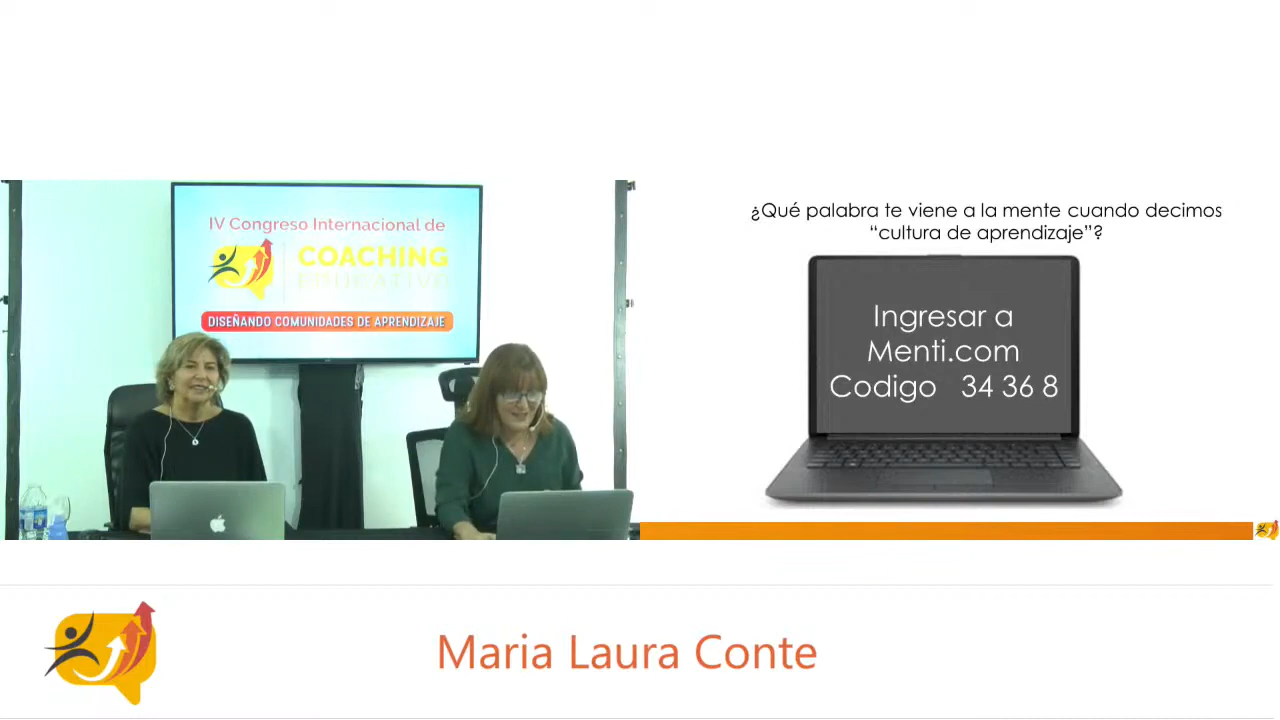 IV Congreso Internacional de
COACHING
EDUCATIVO
DISEÑANDO COMUNIDADES DE APRENDIZAJE
¿Qué palabra te viene a la mente cuando decimos
“cultura de aprendizaje”?
Ingresar a
Menti.com
Codigo 34 36 8
Maria Laura Conte